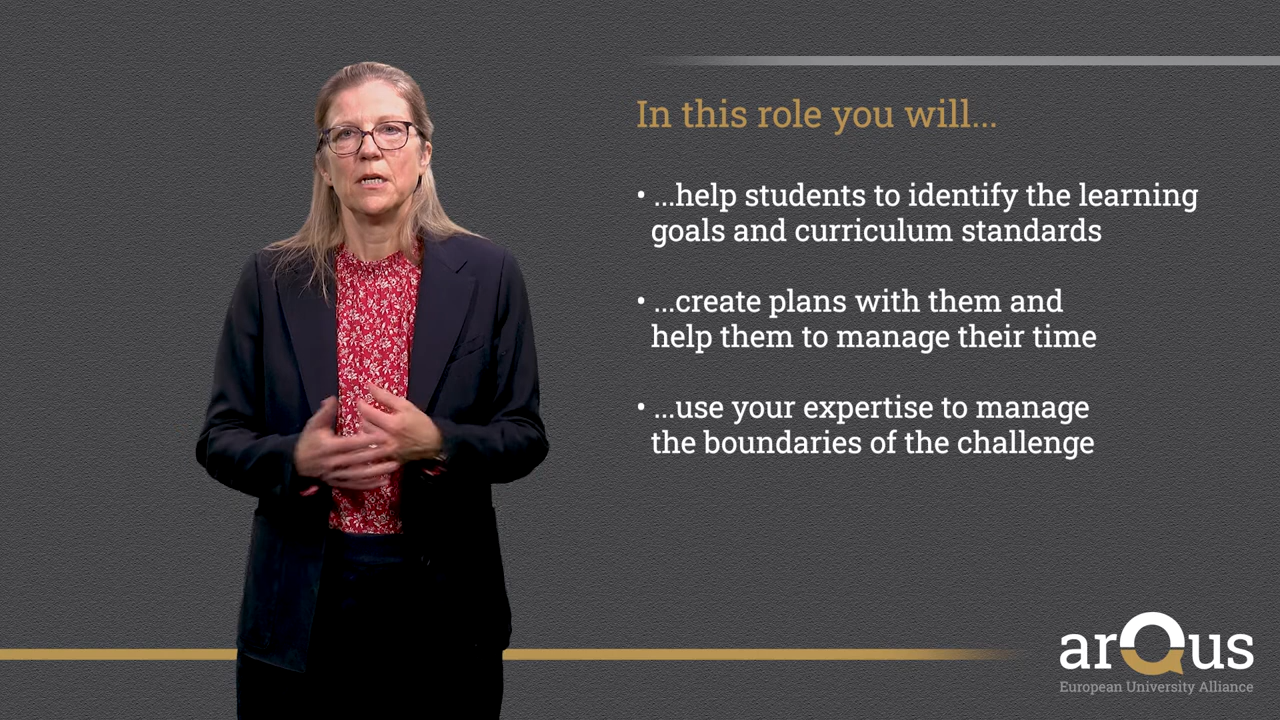 In this role you will...
• ...help students to identify the learning
goals and curriculum standards
• ...create plans with them and
help them to manage their time
• ...use your expertise to manage
the boundaries of the challenge
arQus
European University Alliance